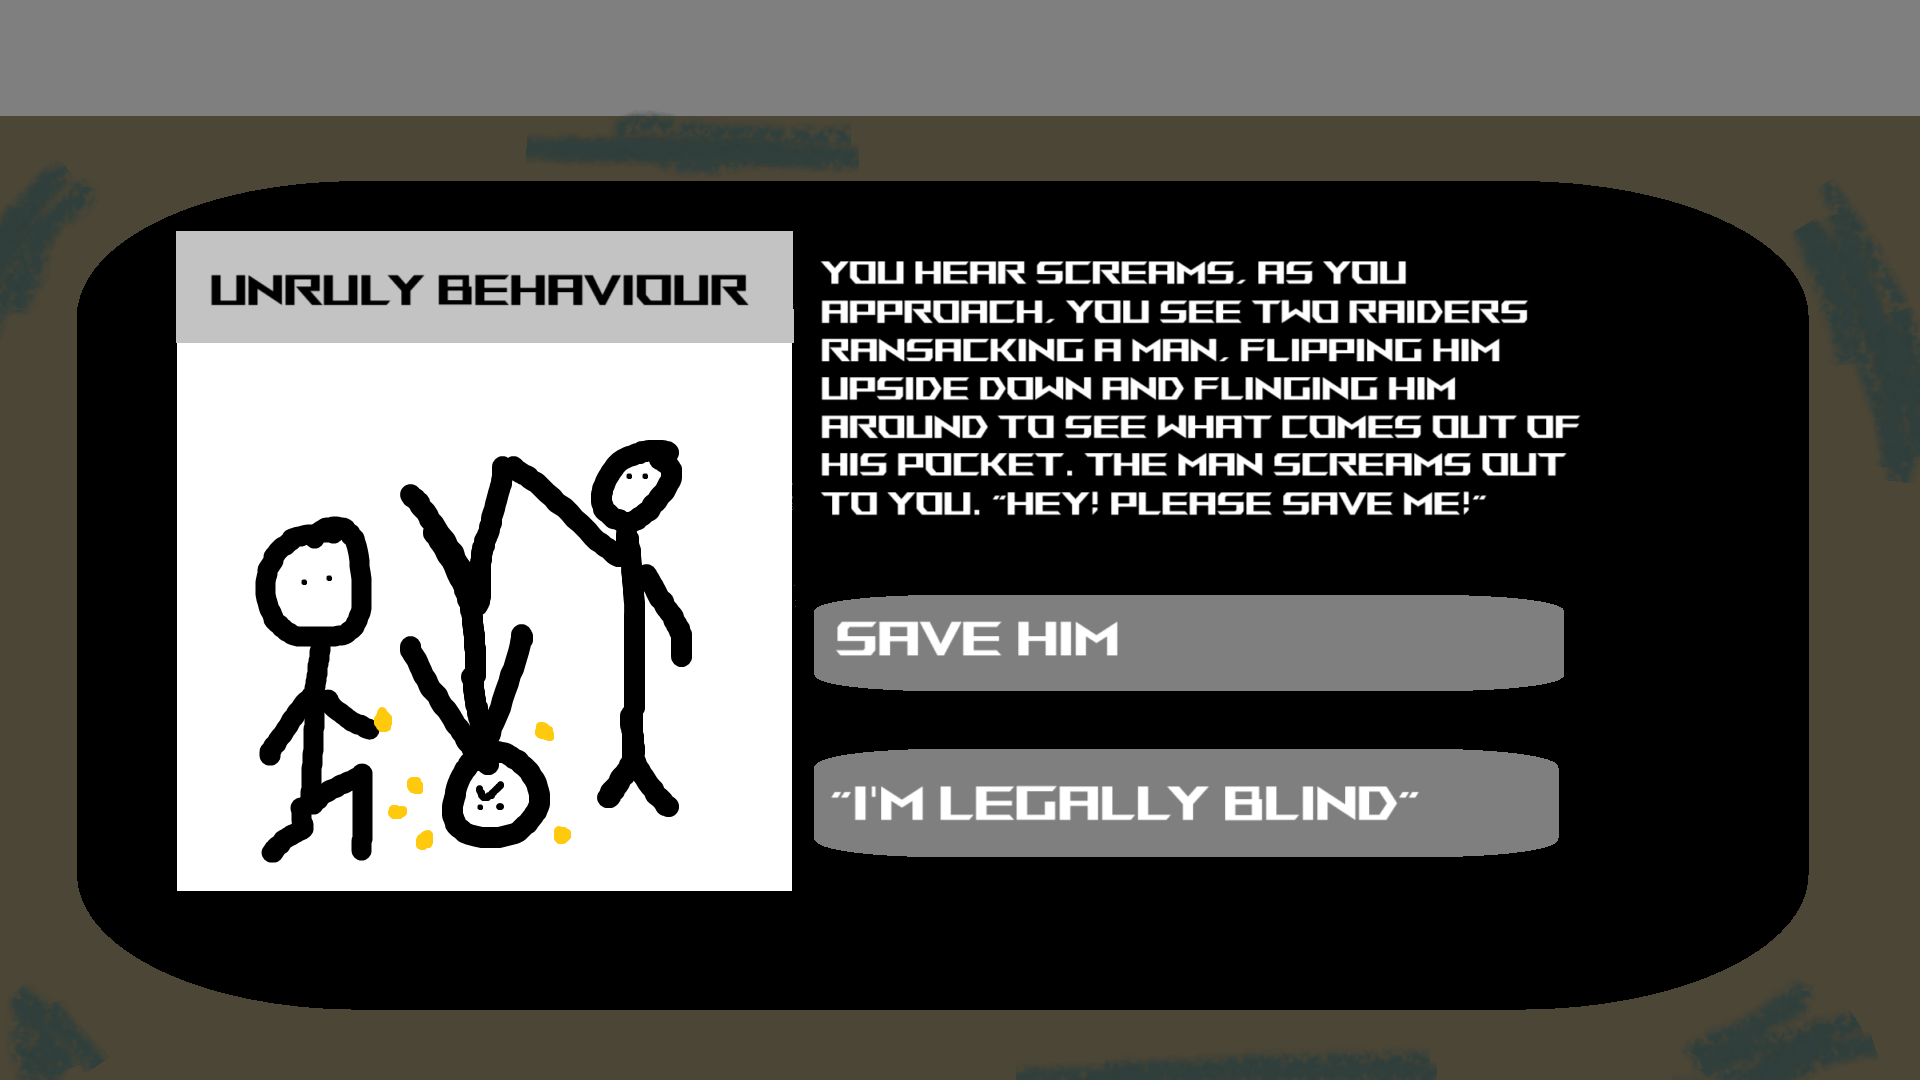 UNRULY BEHAVIOUR
YOU HEAR SCREAMS, AS YOU
APPROACH, YOU SEE TWO RAIDERS
RANSACKING A MAN, FLIPPING HIM
UPSIDE DOWN AND FLINGING HIM
AROUND TO SEE WHAT COMES OUT OF
HIS POCKET. THE MAN SCREAMS OUT
TO YOU. "HEY! PLEASE SAVE ME!"
SAVE HIM
"I'M LEGALLY BLIND"